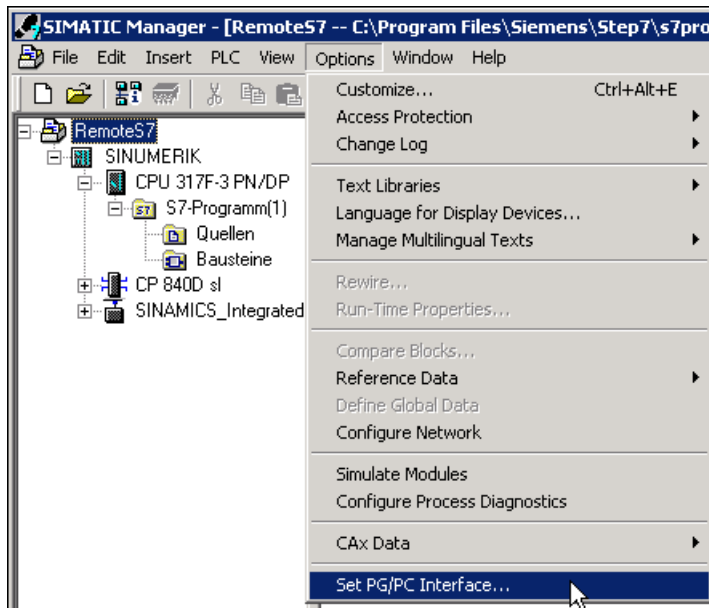 SIMATIC Manager - [RemoteS7 -- C:\Program Files\Siemens\Step7\s7pro
File Edit Insert PLC View Options Window Help
Customize... Ctrl+Alt+E
Access Protection
Change Log
Text Libraries
Language for Display Devices...
Manage Multilingual Texts
Rewire...
Run-Time Properties...
Compare Blocks...
Reference Data
Define Global Data
Configure Network
Simulate Modules
Configure Process Diagnostics
CAx Data
Set PG/PC Interface...
RemoteS7
SINUMERIK
CPU 317F-3 PN/DP
S7
S7-Programm(1)
Quellen
Bausteine
CP 840D sl
SINAMICS_Integrated